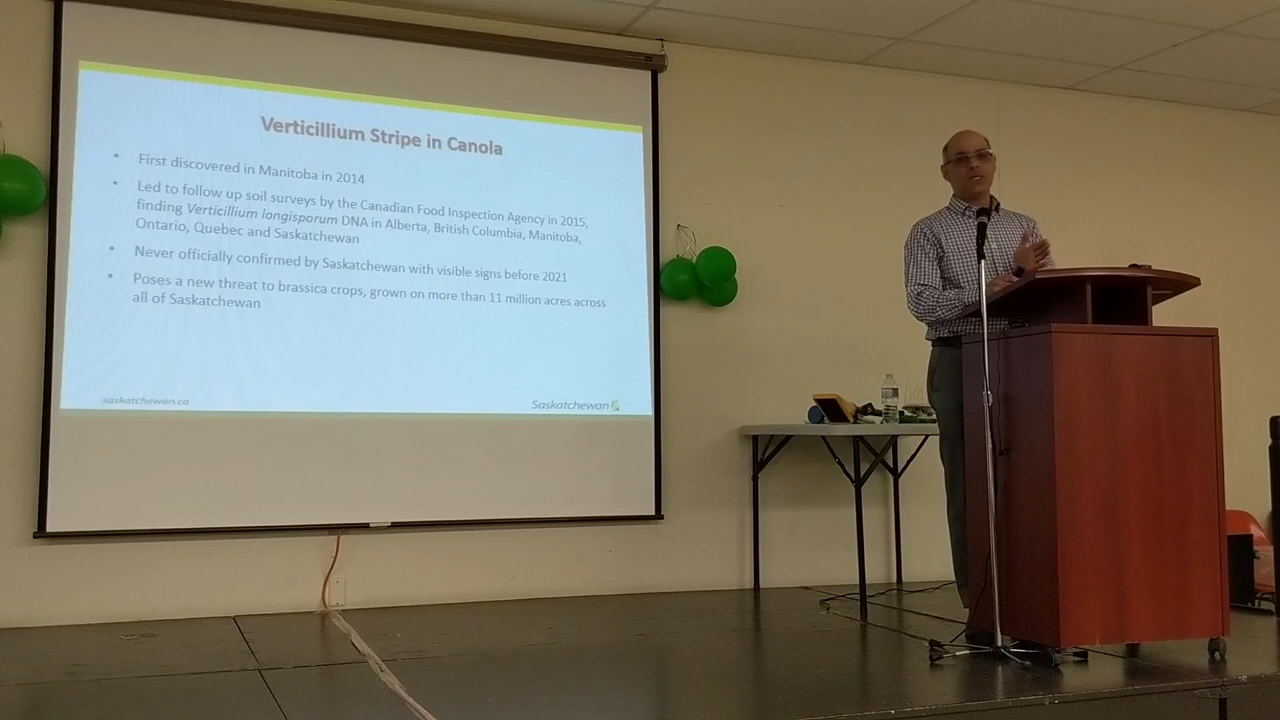 Verticillium Stripe in Canola
• First discovered in Manitoba in 2014
• Led to follow up soil surveys by the Canadian Food Inspection Agency in 2015,
finding Verticillium longisporum DNA in Alberta, British Columbia, Manitoba,
Ontario, Quebec and Saskatchewan
• Never officially confirmed by Saskatchewan with visible signs before 2021
• Poses a new threat to brassica crops, grown on more than 11 million acres across
all of Saskatchewan
saskatchewan.ca
Saskatchewan